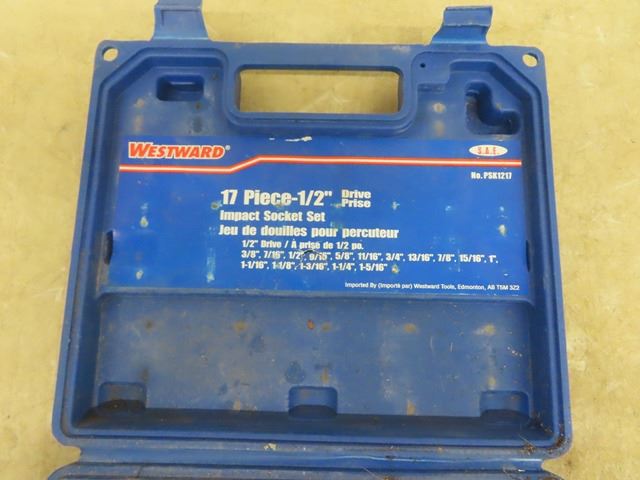 WESTWARD®
S.A.E.
No. PSK1217
17 Piece-1/2" Drive
Prise
Impact Socket Set
Jeu de douilles pour percuteur
1/2" Drive / À prise de 1/2 po.
3/8", 7/16", 1/2", 9/16", 5/8", 11/16", 3/4", 13/16", 7/8", 15/16", 1",
1-1/16", 1-1/8", 1-3/16", 1-1/4", 1-5/16"
Imported By (Importé par) Westward Tools, Edmonton, AB T5M 3Z2